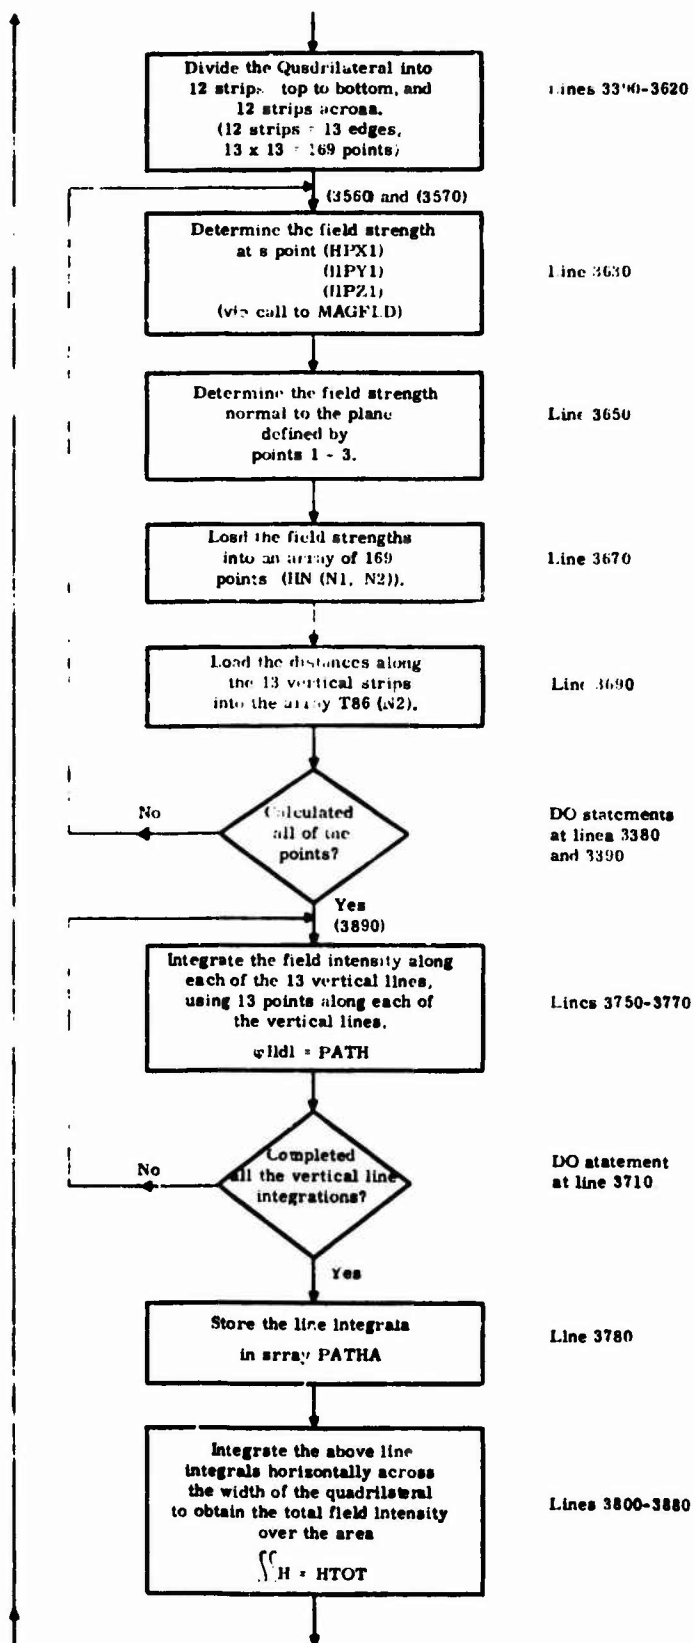 Divide the Quadrilateral into
12 strips top to bottom, and
12 strips across.
(12 strips = 13 edges,
13 x 13 = 169 points)
Lines 3390-3620
(3560) and (3570)
Determine the field strength
at a point (HPX1)
(HPY1)
(HPZ1)
(via call to MAGFLD)
Line 3630
Determine the field strength
normal to the plane
defined by
points 1 - 3.
Line 3650
Load the field strengths
into an array of 169
points (HN (N1, N2)).
Line 3670
Load the distances along
the 13 vertical strips
into the array T86 (N2).
Line 3690
Calculated
all of the
points?
No
DO statements
at lines 3380
and 3390
Yes
(3890)
Integrate the field intensity along
each of the 13 vertical lines,
using 13 points along each of
the vertical lines.
Hdl = PATH
Lines 3750-3770
Completed
all the vertical line
integrations?
No
DO statement
at line 3710
Yes
Store the line integrals
in array PATHA
Line 3780
Integrate the above line
integrals horizontally across
the width of the quadrilateral
to obtain the total field intensity
over the area
∬H = HTOT
Lines 3800-3880